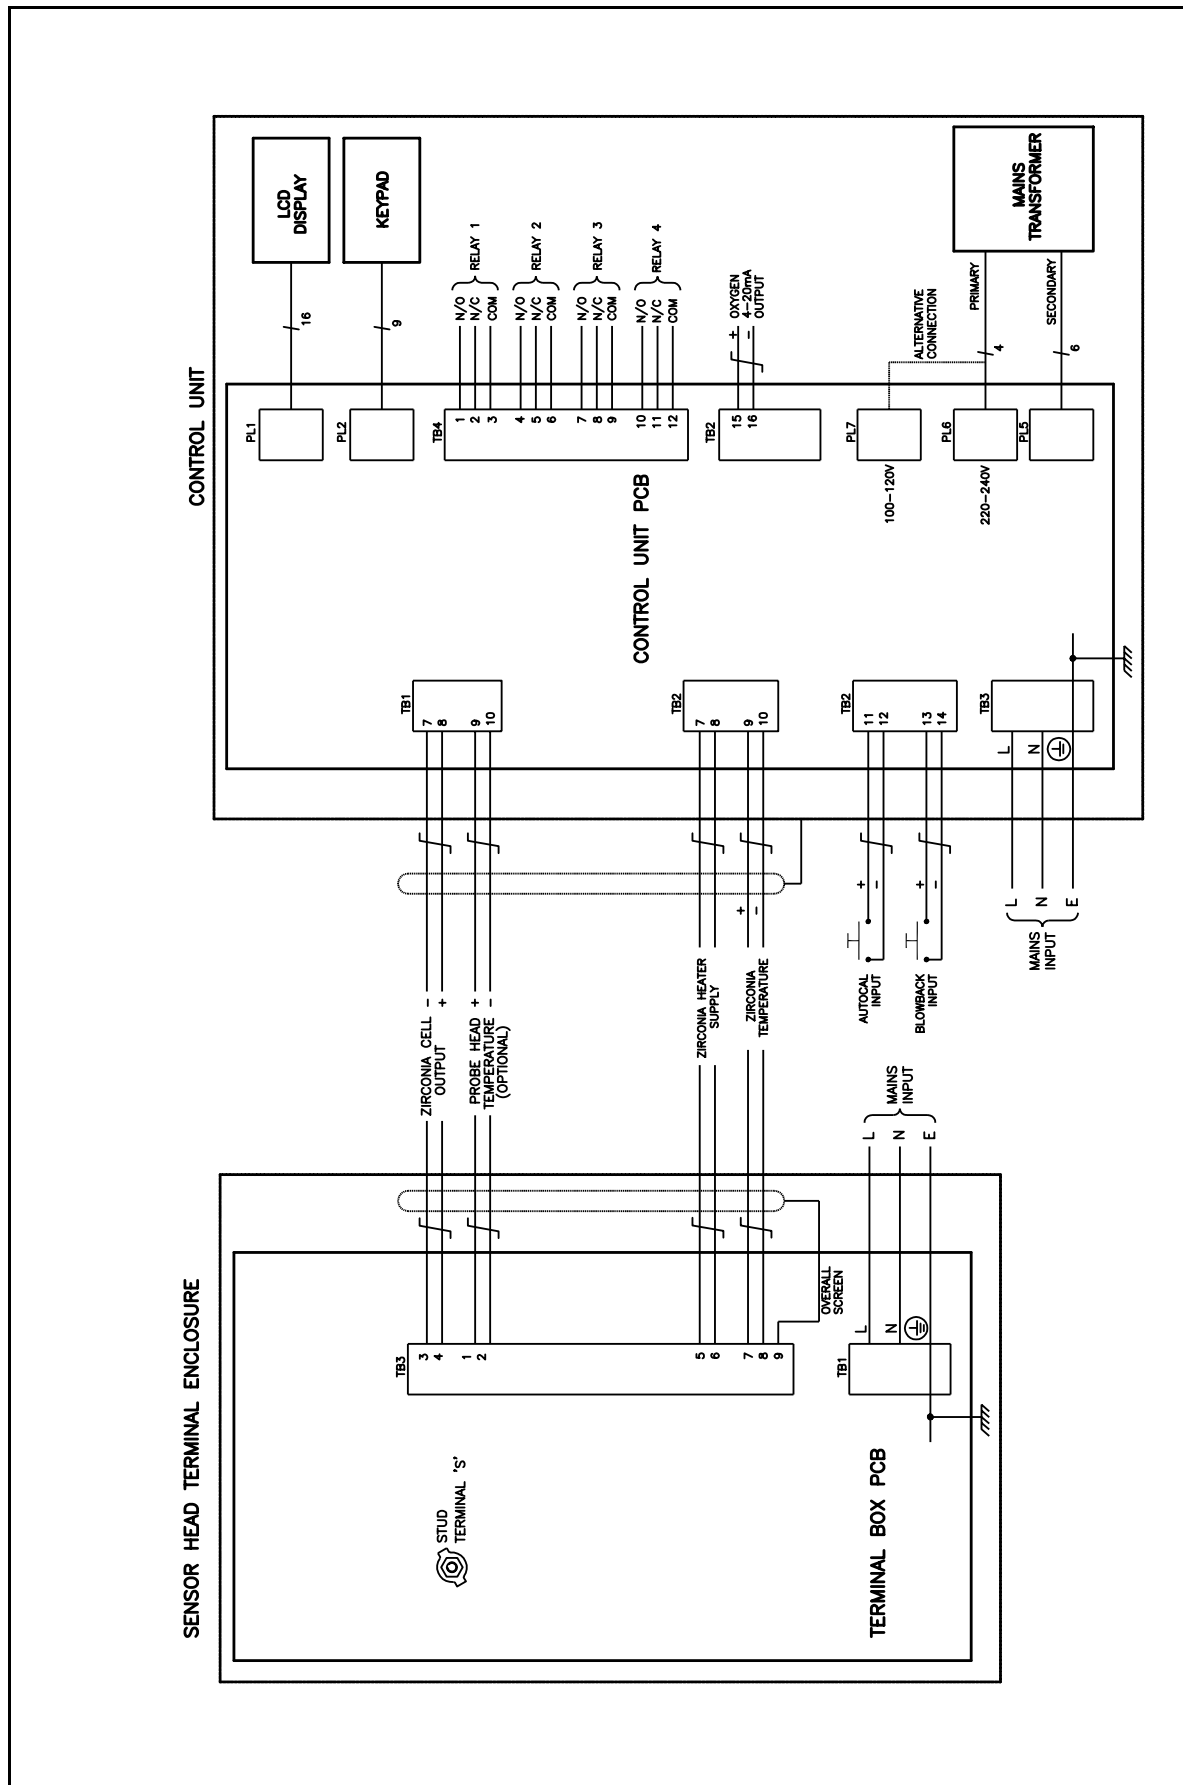 SENSOR HEAD TERMINAL ENCLOSURE
STUD
TERMINAL 'S'
TERMINAL BOX PCB
TB3
3
4
1
2
5
6
7
8
9
OVERALL
SCREEN
TB1
L
N
L
N
E
MAINS
INPUT
ZIRCONIA CELL -
OUTPUT +
PROBE HEAD +
TEMPERATURE -
(OPTIONAL)
ZIRCONIA HEATER
SUPPLY
ZIRCONIA
TEMPERATURE
+
-
AUTOCAL
INPUT
+
-
BLOWBACK
INPUT
+
-
MAINS
INPUT
L
N
E
CONTROL UNIT
TB1
7
8
9
10
TB2
7
8
9
10
TB2
11
12
13
14
TB3
L
N
CONTROL UNIT PCB
PL1
16
LCD
DISPLAY
PL2
9
KEYPAD
TB4
1 N/O
2 N/C
3 COM
RELAY 1
4 N/O
5 N/C
6 COM
RELAY 2
7 N/O
8 N/C
9 COM
RELAY 3
10 N/O
11 N/C
12 COM
RELAY 4
TB2
15 +
16 -
OXYGEN
4-20mA
OUTPUT
PL7
100-120V
ALTERNATIVE
CONNECTION
PL6
220-240V
4
PRIMARY
PL5
6
SECONDARY
MAINS
TRANSFORMER